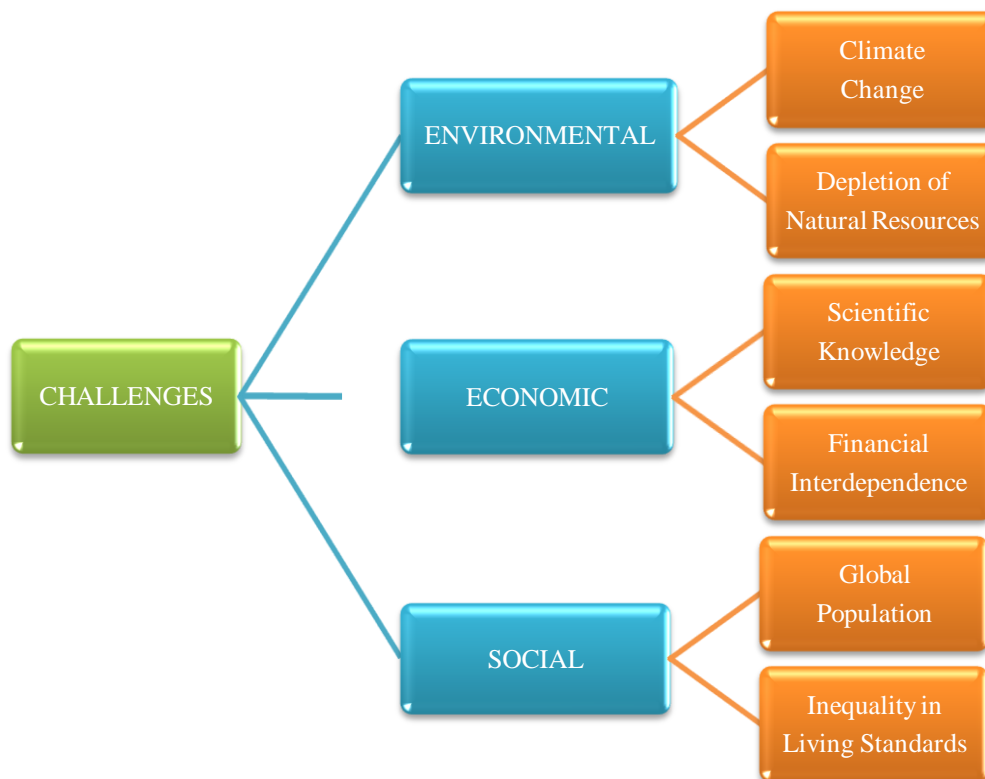 CHALLENGES
ENVIRONMENTAL
Climate
Change
Depletion of
Natural Resources
ECONOMIC
Scientific
Knowledge
Financial
Interdependence
SOCIAL
Global
Population
Inequality in
Living Standards